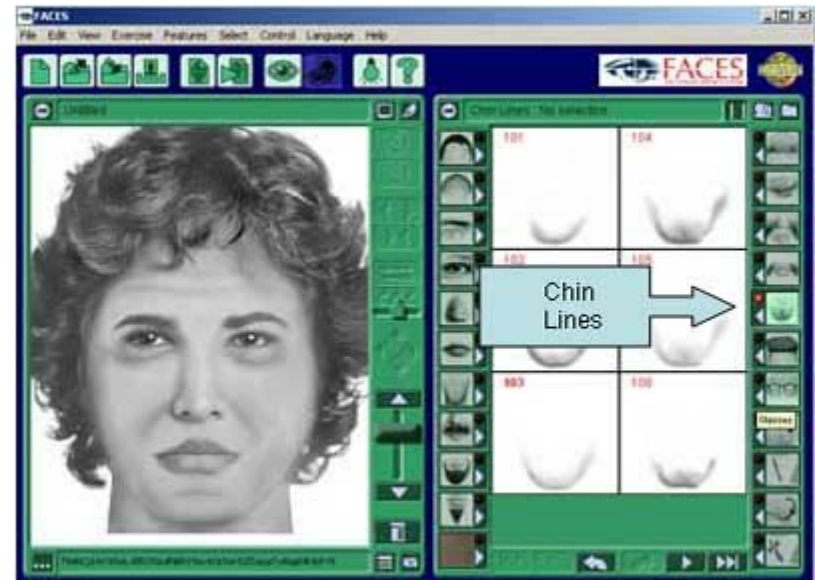 FACES
File Edit View Exercise Features Select Control Language Help
FACES
Untitled
Chin Lines : No selection
101
104
102
105
Chin
Lines
103
106
Glasses